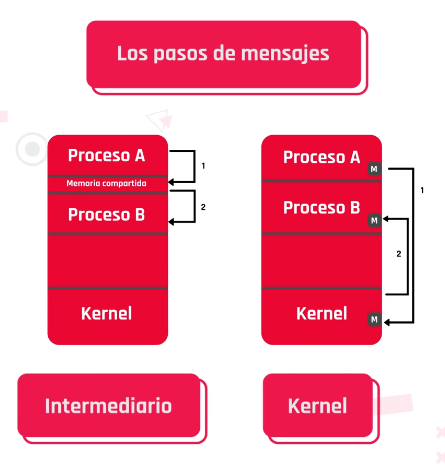 Los pasos de mensajes
Proceso A
1
Memoria compartida
2
Proceso B
Kernel
Intermediario
Proceso A
M
1
Proceso B
M
2
Kernel
M
Kernel